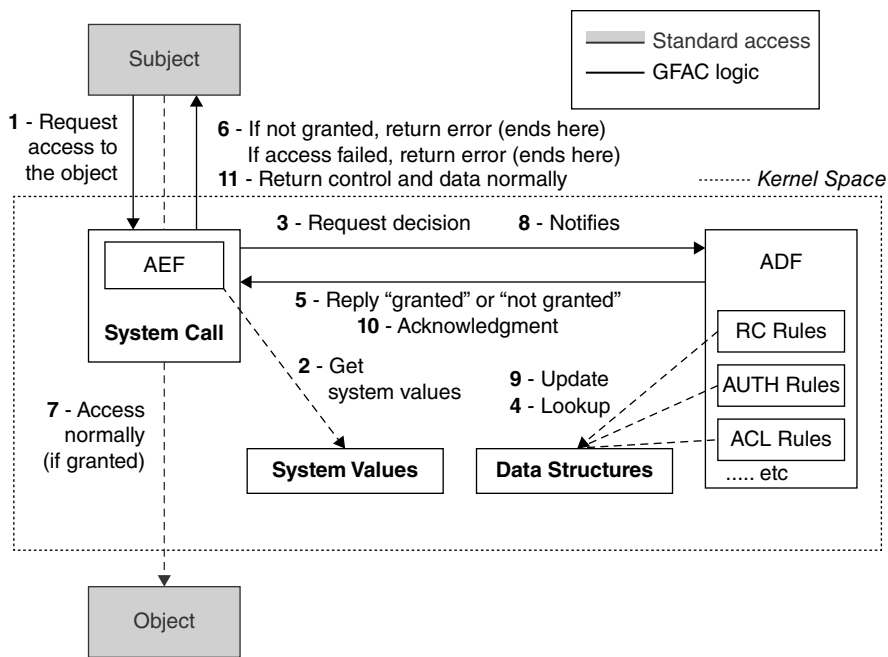 Subject
Standard access
GFAC logic
1 - Request
access to
the object
6 - If not granted, return error (ends here)
If access failed, return error (ends here)
11 - Return control and data normally
Kernel Space
3 - Request decision
8 - Notifies
AEF
System Call
ADF
5 - Reply “granted” or “not granted”
10 - Acknowledgment
RC Rules
2 - Get
system values
9 - Update
4 - Lookup
AUTH Rules
7 - Access
normally
(if granted)
ACL Rules
System Values
Data Structures
..... etc
Object